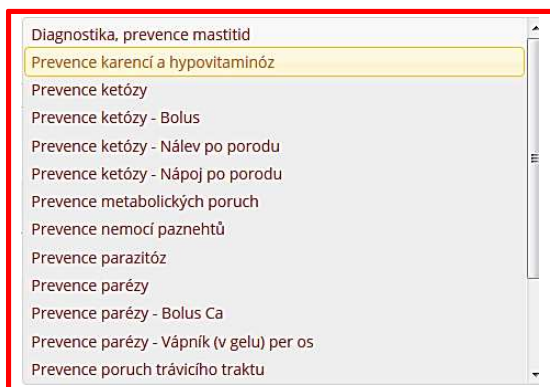 Diagnostika, prevence mastitid
Prevence karencí a hypovitaminóz
Prevence ketózy
Prevence ketózy - Bolus
Prevence ketózy - Nálev po porodu
Prevence ketózy - Nápoj po porodu
Prevence metabolických poruch
Prevence nemocí paznehtů
Prevence parazitóz
Prevence parézy
Prevence parézy - Bolus Ca
Prevence parézy - Vápník (v gelu) per os
Prevence poruch trávicího traktu